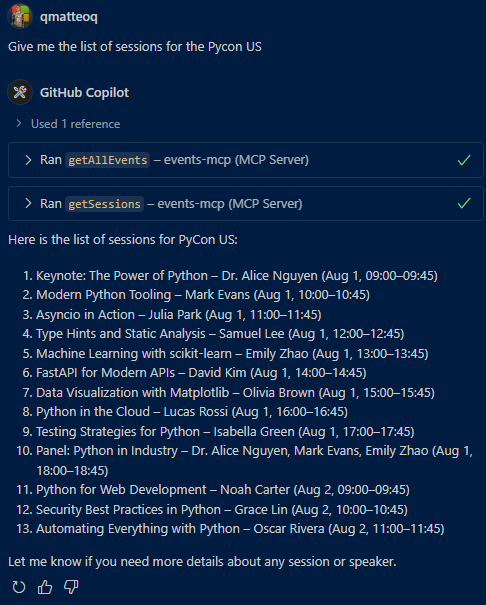 qmatteoq
Give me the list of sessions for the Pycon US
GitHub Copilot
Used 1 reference
Ran getAllEvents – events-mcp (MCP Server)
Ran getSessions – events-mcp (MCP Server)
Here is the list of sessions for PyCon US:
1. Keynote: The Power of Python – Dr. Alice Nguyen (Aug 1, 09:00–09:45)
2. Modern Python Tooling – Mark Evans (Aug 1, 10:00–10:45)
3. Asyncio in Action – Julia Park (Aug 1, 11:00–11:45)
4. Type Hints and Static Analysis – Samuel Lee (Aug 1, 12:00–12:45)
5. Machine Learning with scikit-learn – Emily Zhao (Aug 1, 13:00–13:45)
6. FastAPI for Modern APIs – David Kim (Aug 1, 14:00–14:45)
7. Data Visualization with Matplotlib – Olivia Brown (Aug 1, 15:00–15:45)
8. Python in the Cloud – Lucas Rossi (Aug 1, 16:00–16:45)
9. Testing Strategies for Python – Isabella Green (Aug 1, 17:00–17:45)
10. Panel: Python in Industry – Dr. Alice Nguyen, Mark Evans, Emily Zhao (Aug 1,
18:00–18:45)
11. Python for Web Development – Noah Carter (Aug 2, 09:00–09:45)
12. Security Best Practices in Python – Grace Lin (Aug 2, 10:00–10:45)
13. Automating Everything with Python – Oscar Rivera (Aug 2, 11:00–11:45)
Let me know if you need more details about any session or speaker.